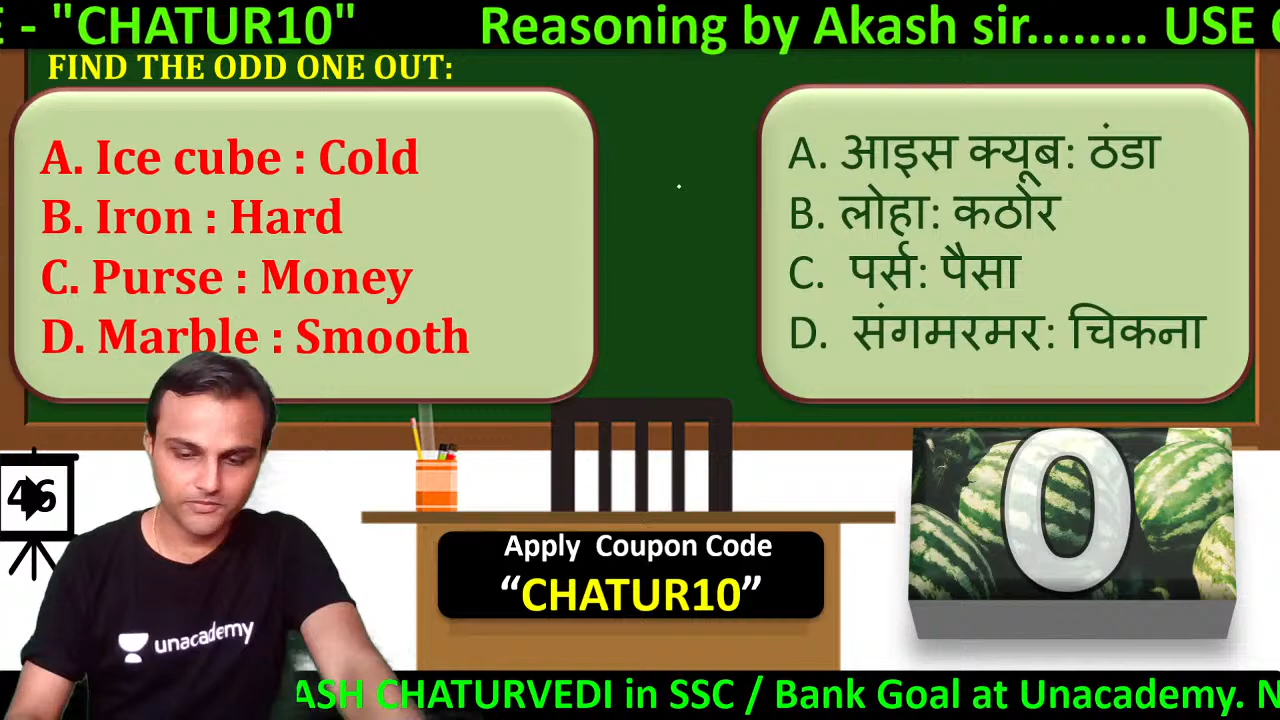 E - "CHATUR10" Reasoning by Akash sir........ USE
FIND THE ODD ONE OUT:
A. Ice cube : Cold
B. Iron : Hard
C. Purse : Money
D. Marble : Smooth
A. आइस क्यूब: ठंडा
B. लोहा: कठोर
C. पर्स: पैसा
D. संगमरमर: चिकना
46
0
Apply Coupon Code
“CHATUR10”
unacademy
ASH CHATURVEDI in SSC / Bank Goal at Unacademy. N